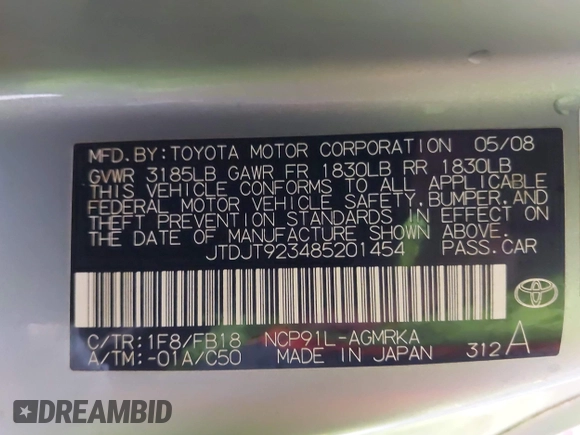 MFD.BY:TOYOTA MOTOR CORPORATION 05/08
GVWR 3185LB GAWR FR 1830LB RR 1830LB
THIS VEHICLE CONFORMS TO ALL APPLICABLE
FEDERAL MOTOR VEHICLE SAFETY,BUMPER,AND
THEFT PREVENTION STANDARDS IN EFFECT ON
THE DATE OF MANUFACTURE SHOWN ABOVE.
JTDJT923485201454 PASS.CAR
C/TR:1F8/FB18 NCP91L-AGMRKA
A/TM:-01A/C50 MADE IN JAPAN 312A
DREAMBID